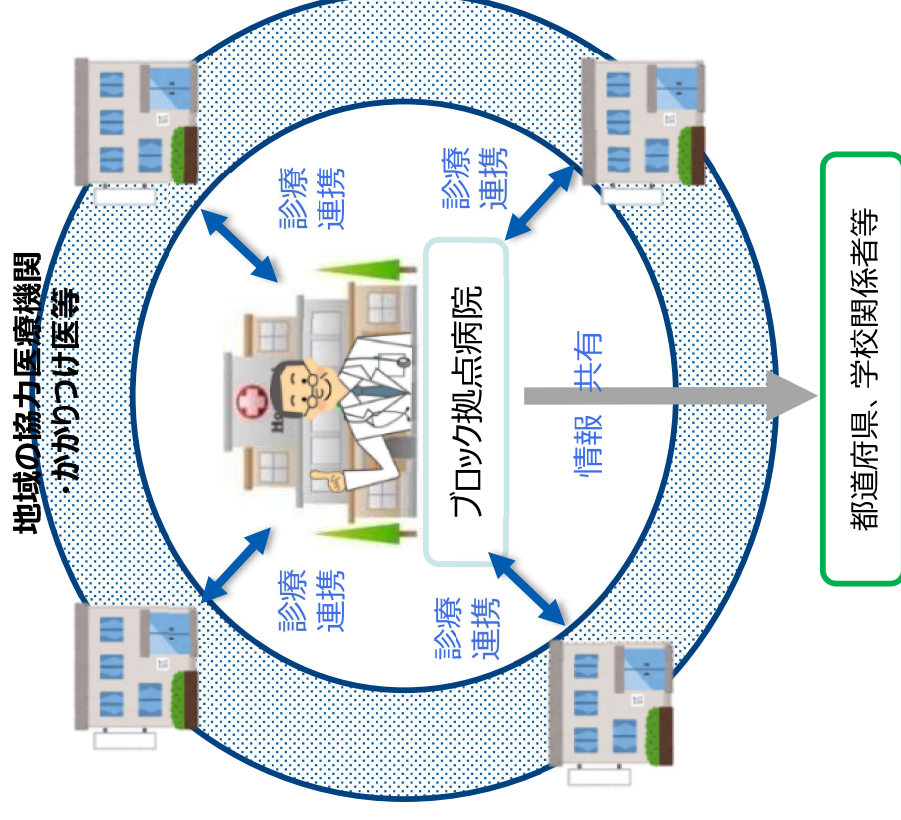 地域の協力医療機関
・かかりつけ医等
診療
連携
診療
連携
Ho
ブロック拠点病院
診療
連携
診療
連携
情報 共有
都道府県、学校関係者等